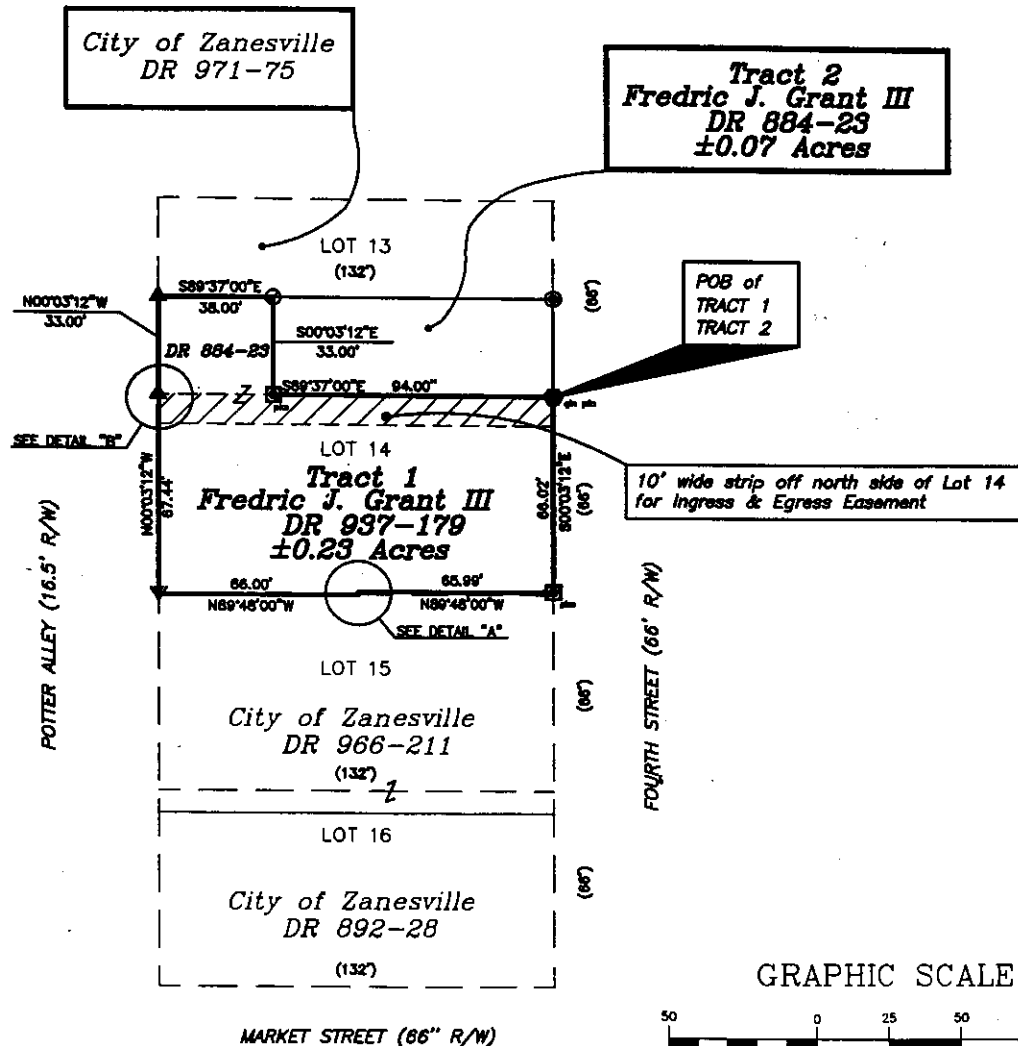 City of Zanesville
DR 971-75
Tract 2
Fredric J. Grant III
DR 884-23
±0.07 Acres
LOT 13
(132')
(66')
S89°37'00"E
38.00'
N00°03'12"W
33.00'
S00°03'12"E
33.00'
DR 884-23
POB of
TRACT 1
TRACT 2
S89°37'00"E 94.00"
SEE DETAIL "B"
LOT 14
Tract 1
Fredric J. Grant III
DR 937-179
±0.23 Acres
N00°03'12"W
67.44'
66.02'
S00°03'12"E
(66')
10' wide strip off north side of Lot 14
for Ingress & Egress Easement
POTTER ALLEY (16.5' R/W)
66.00'
N89°48'00"W
65.99'
N89°48'00"W
SEE DETAIL "A"
FOURTH STREET (66' R/W)
LOT 15
City of Zanesville
DR 966-211
(132')
(66')
LOT 16
City of Zanesville
DR 892-28
(132')
(66')
GRAPHIC SCALE
50 0 25 50
MARKET STREET (66" R/W)